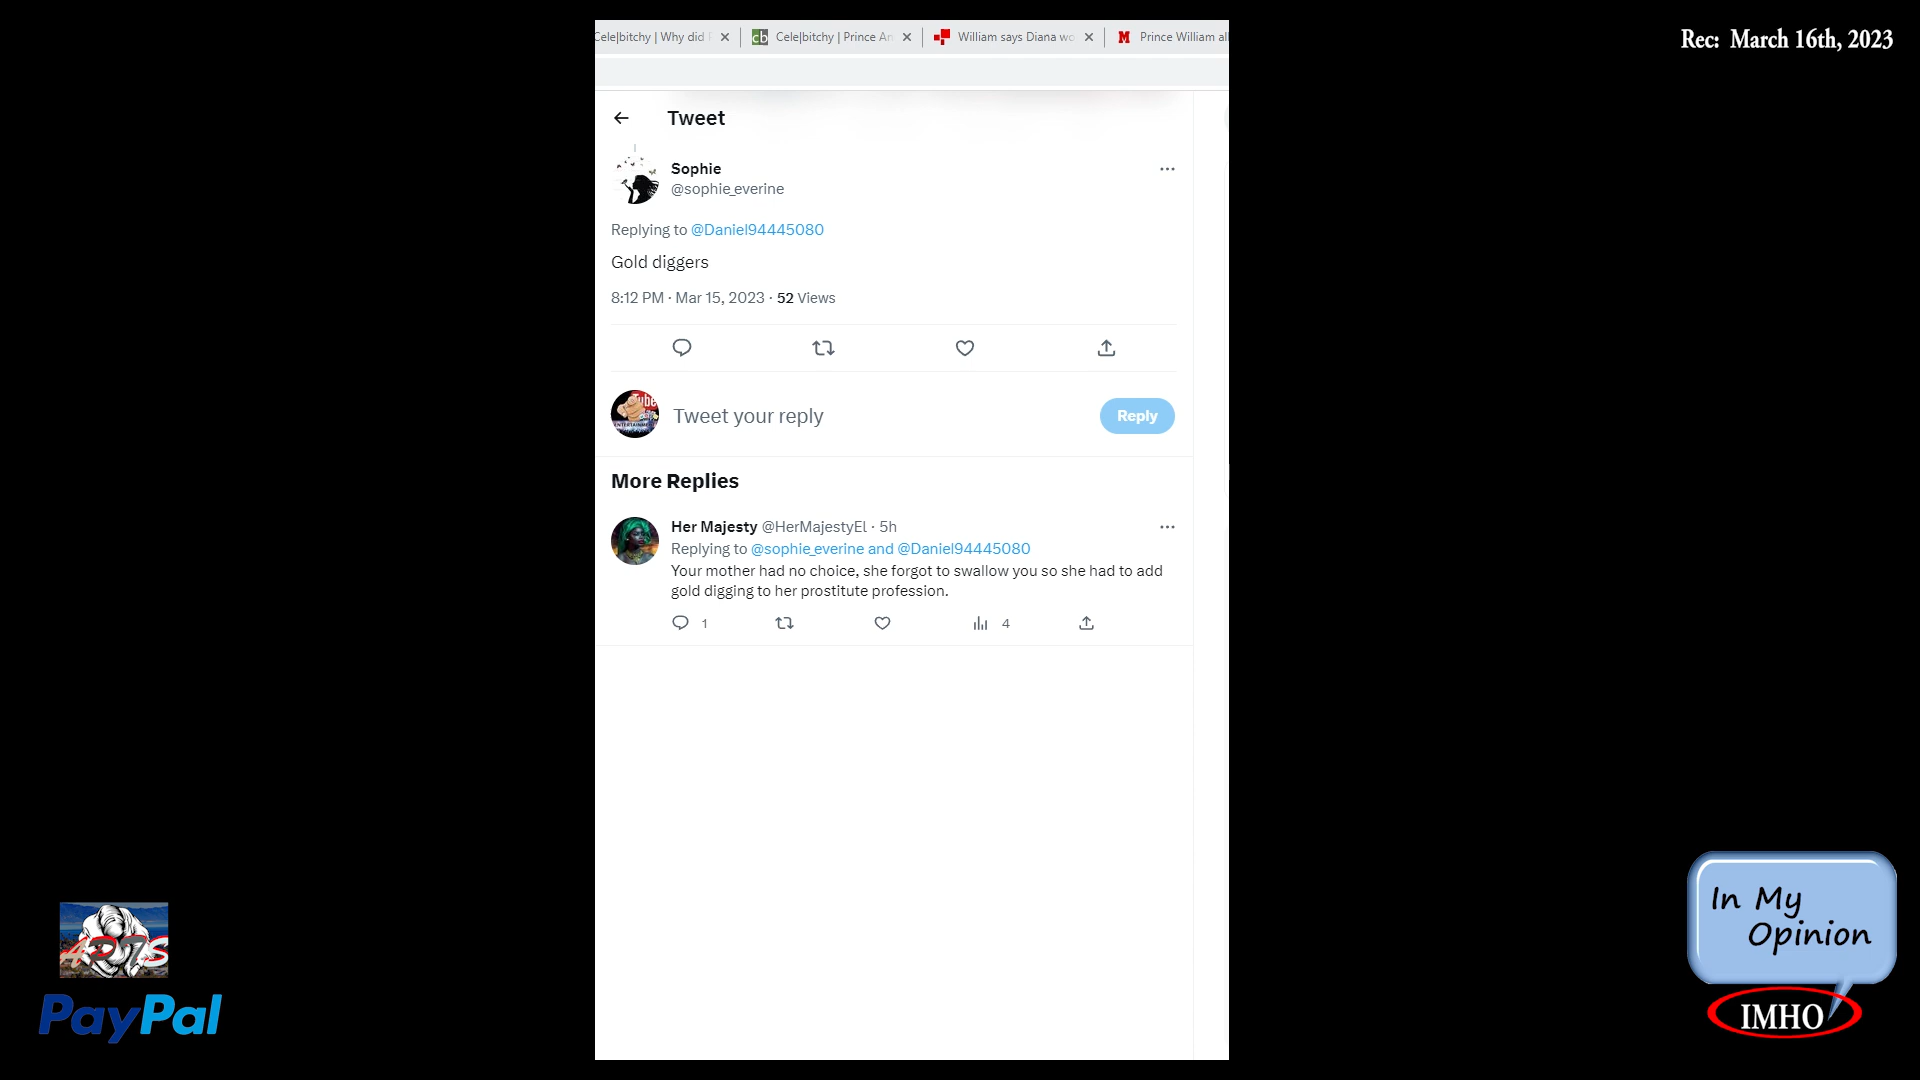 Cele|bitchy | Why did
Cele|bitchy | Prince An
William says Diana wo
Prince William all
Rec: March 16th, 2023
Tweet
Sophie
@sophie_everine
Replying to @Daniel94445080
Gold diggers
8:12 PM · Mar 15, 2023 · 52 Views
Tweet your reply
Reply
More Replies
Her Majesty @HerMajestyEl · 5h
Replying to @sophie_everine and @Daniel94445080
Your mother had no choice, she forgot to swallow you so she had to add
gold digging to her prostitute profession.
1
4
In My
Opinion
IMHO
PayPal